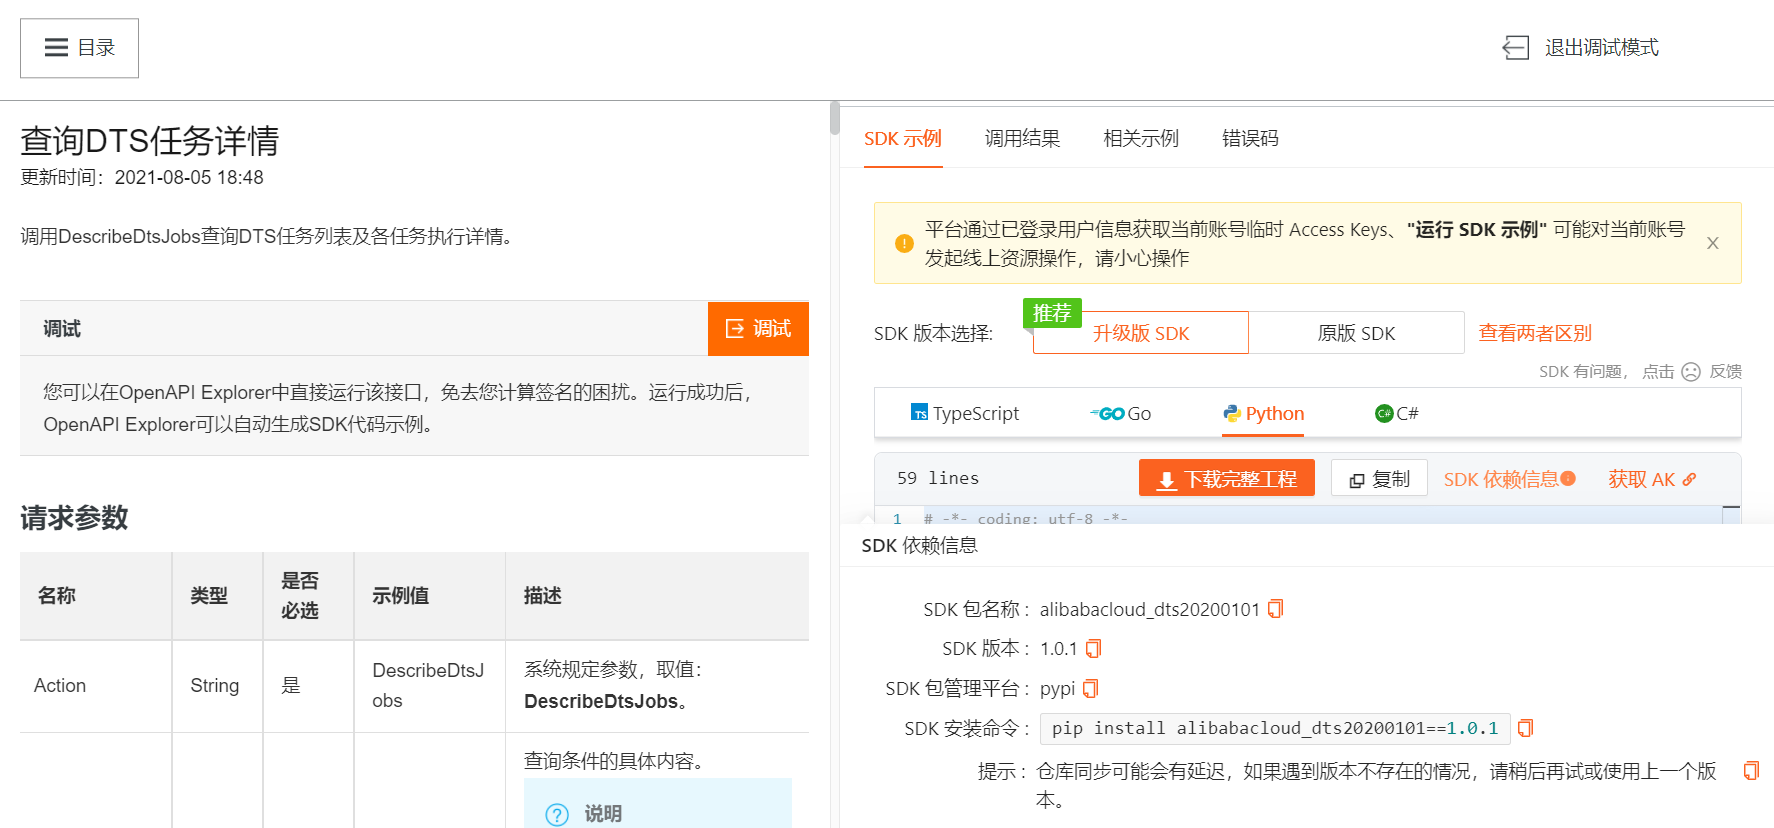 目录
退出调试模式
查询DTS任务详情
更新时间：2021-08-05 18:48
调用DescribeDtsJobs查询DTS任务列表及各任务执行详情。
调试
调试
您可以在OpenAPI Explorer中直接运行该接口，免去您计算签名的困扰。运行成功后，
OpenAPI Explorer可以自动生成SDK代码示例。
请求参数
名称 类型 是否必选 示例值 描述
Action String 是 DescribeDtsJobs 系统规定参数，取值：
DescribeDtsJobs。
查询条件的具体内容。
说明
SDK 示例 调用结果 相关示例 错误码
平台通过已登录用户信息获取当前账号临时 Access Keys、"运行 SDK 示例" 可能对当前账号
发起线上资源操作，请小心操作
SDK 版本选择: 推荐 升级版 SDK 原版 SDK 查看两者区别
SDK 有问题， 点击 反馈
TS TypeScript GO Go Python C# C#
59 lines 下载完整工程 复制 SDK 依赖信息 获取 AK
1 # -*- coding: utf-8 -*-
SDK 依赖信息
SDK 包名称 : alibabacloud_dts20200101
SDK 版本 : 1.0.1
SDK 包管理平台 : pypi
SDK 安装命令 : pip install alibabacloud_dts20200101==1.0.1
提示 : 仓库同步可能会有延迟，如果遇到版本不存在的情况，请稍后再试或使用上一个版
本。